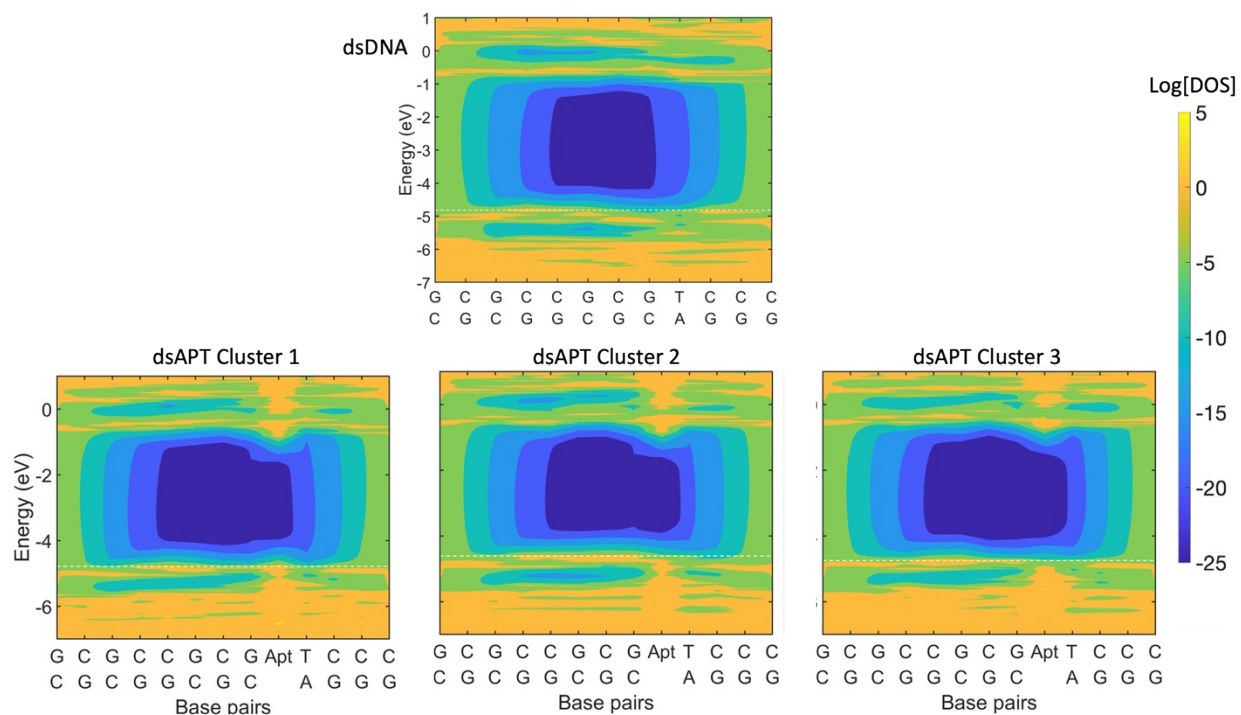 dsDNA
1
0
-1
-2
-3
-4
-5
-6
-7
Energy (eV)
G C G C C G C G T C C C
C G C G G C G C A G G G
Log[DOS]
5
0
-5
-10
-15
-20
-25
dsAPT Cluster 1
0
-2
-4
-6
Energy (eV)
G C G C C G C G Apt T C C C
C G C G G C G C A G G G
Base pairs
dsAPT Cluster 2
G C G C C G C G Apt T C C C
C G C G G C G C A G G G
Base pairs
dsAPT Cluster 3
G C G C C G C G Apt T C C C
C G C G G C G C A G G G
Base pairs